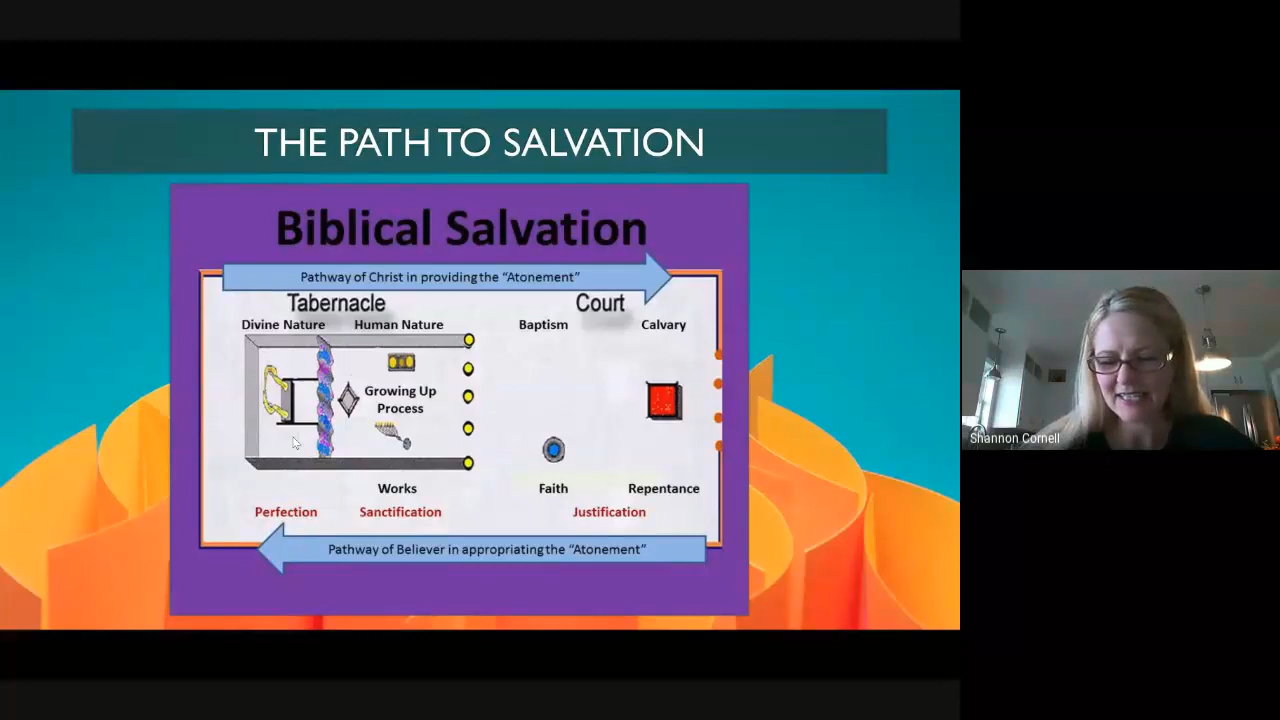 THE PATH TO SALVATION
Biblical Salvation
Pathway of Christ in providing the “Atonement”
Tabernacle
Court
Divine Nature
Human Nature
Baptism
Calvary
Growing Up
Process
Works
Faith
Repentance
Perfection
Sanctification
Justification
Pathway of Believer in appropriating the “Atonement”
Shannon Cornell